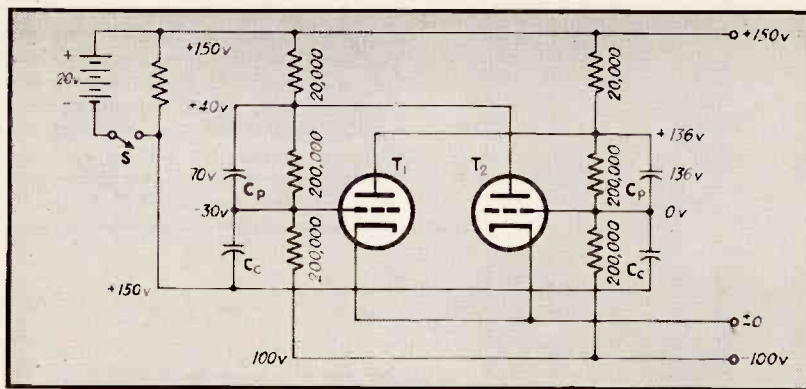 +150v
+150v
+
20v
-
20,000
20,000
+40v
S
T₁
T₂
+136v
70v
Cp
200,000
200,000
Cp
136v
-30v
0v
Cc
200,000
200,000
Cc
+150v
±0
100v
-100v